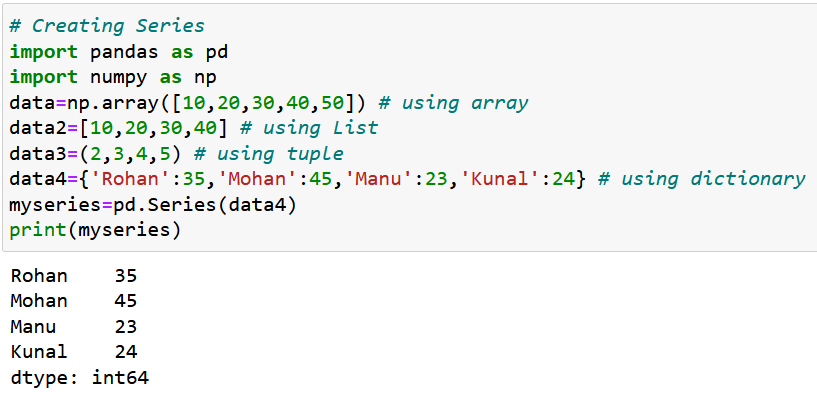 # Creating Series
import pandas as pd
import numpy as np
data=np.array([10,20,30,40,50]) # using array
data2=[10,20,30,40] # using List
data3=(2,3,4,5) # using tuple
data4={'Rohan':35,'Mohan':45,'Manu':23,'Kunal':24} # using dictionary
myseries=pd.Series(data4)
print(myseries)
Rohan    35
Mohan    45
Manu     23
Kunal    24
dtype: int64